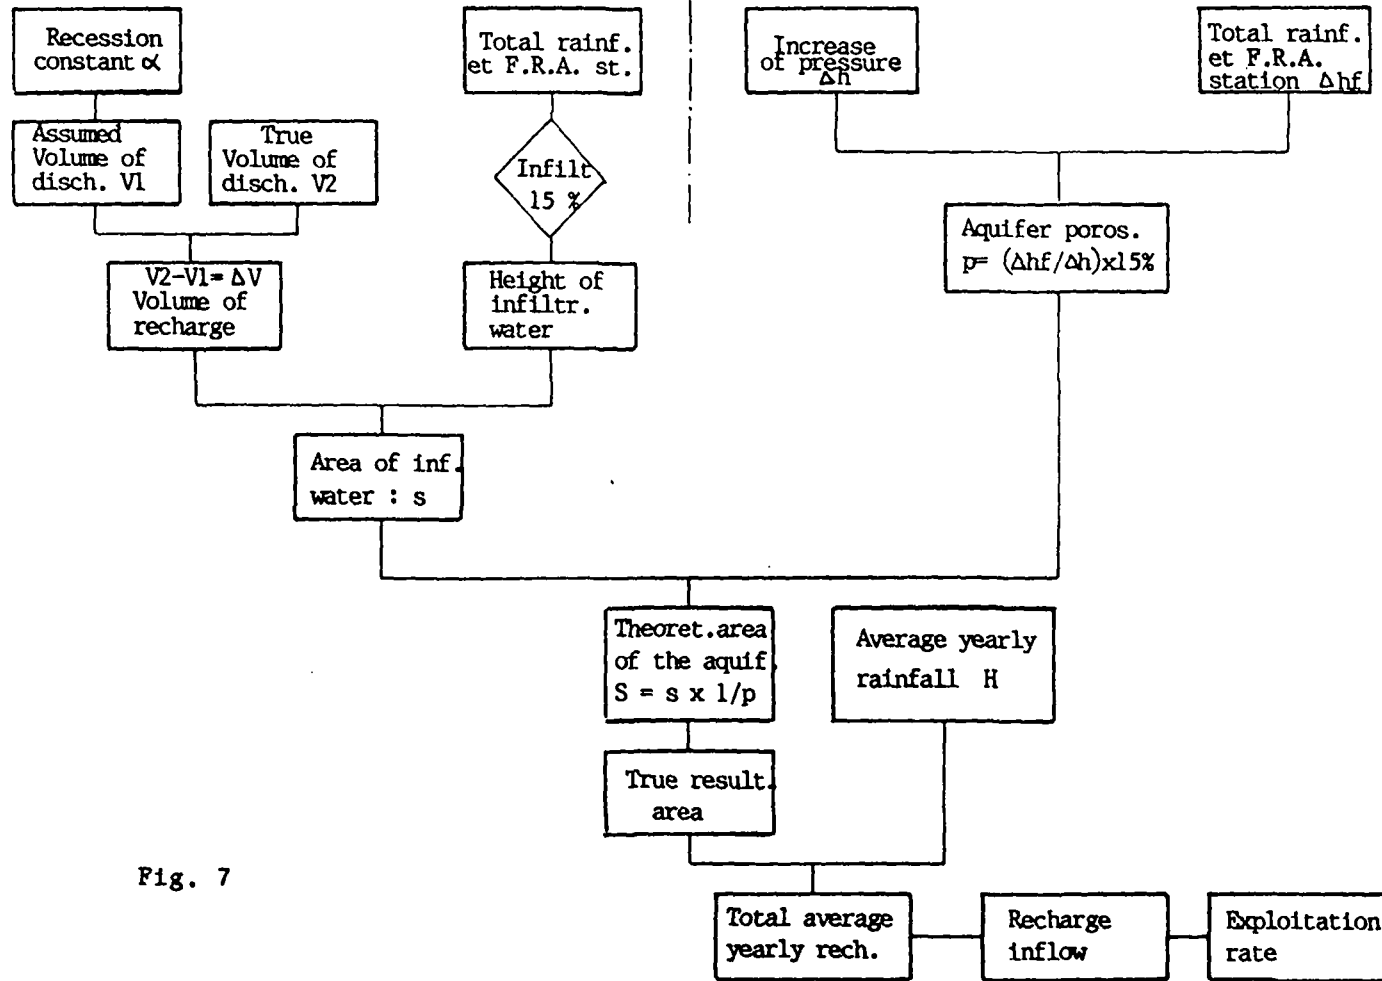 Recession
constant α
Total rainf.
et F.R.A. st.
Increase
of pressure
Δh
Total rainf.
et F.R.A.
station Δhf
Assumed
Volume of
disch. V1
True
Volume of
disch. V2
Infilt
15 %
Aquifer poros.
p= (Δhf/Δh)x15%
V2-V1= ΔV
Volume of
recharge
Height of
infiltr.
water
Area of inf.
water : s
Theoret.area
of the aquif.
S = s x 1/p
Average yearly
rainfall H
True result.
area
Fig. 7
Total average
yearly rech.
Recharge
inflow
Exploitation
rate